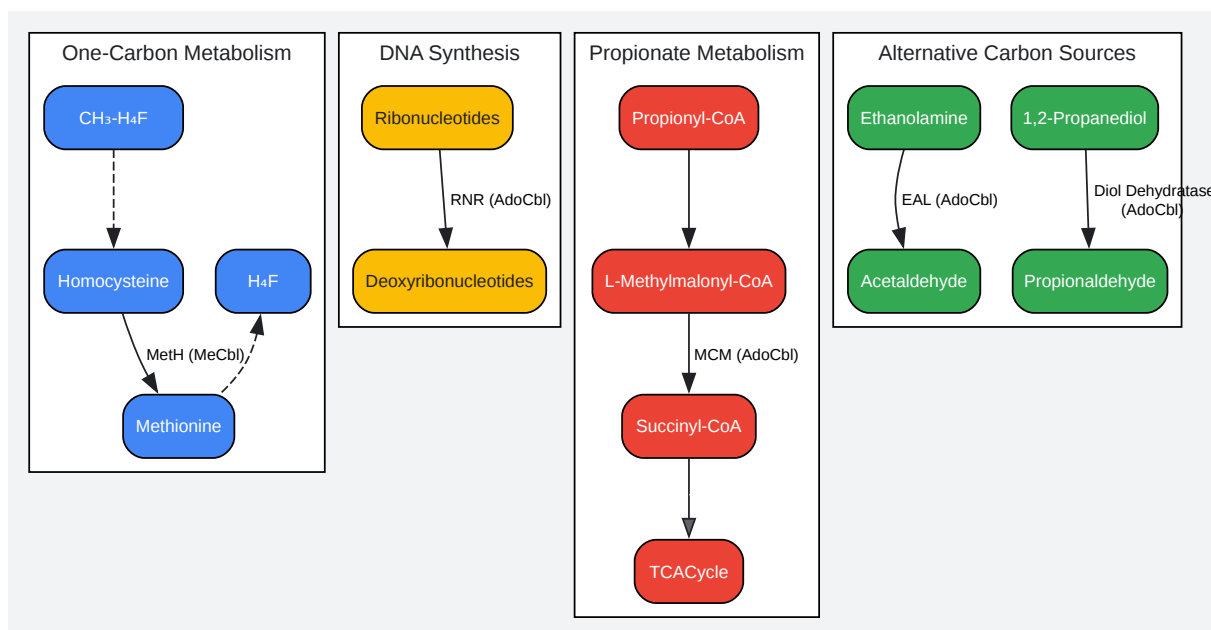 One-Carbon Metabolism
CH₃-H₄F
Homocysteine
H₄F
MetH (MeCbl)
Methionine
DNA Synthesis
Ribonucleotides
RNR (AdoCbl)
Deoxyribonucleotides
Propionate Metabolism
Propionyl-CoA
L-Methylmalonyl-CoA
MCM (AdoCbl)
Succinyl-CoA
TCACycle
Alternative Carbon Sources
Ethanolamine
1,2-Propanediol
EAL (AdoCbl)
Diol Dehydratase
(AdoCbl)
Acetaldehyde
Propionaldehyde